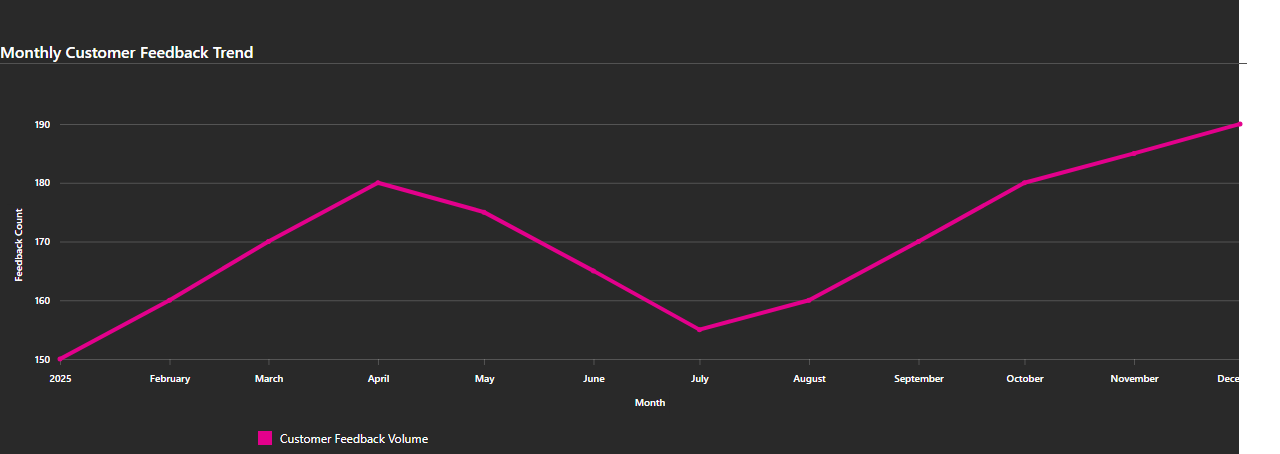 Monthly Customer Feedback Trend
190
180
170
160
150
Feedback Count
2025 February March April May June July August September October November Dece
Month
Customer Feedback Volume